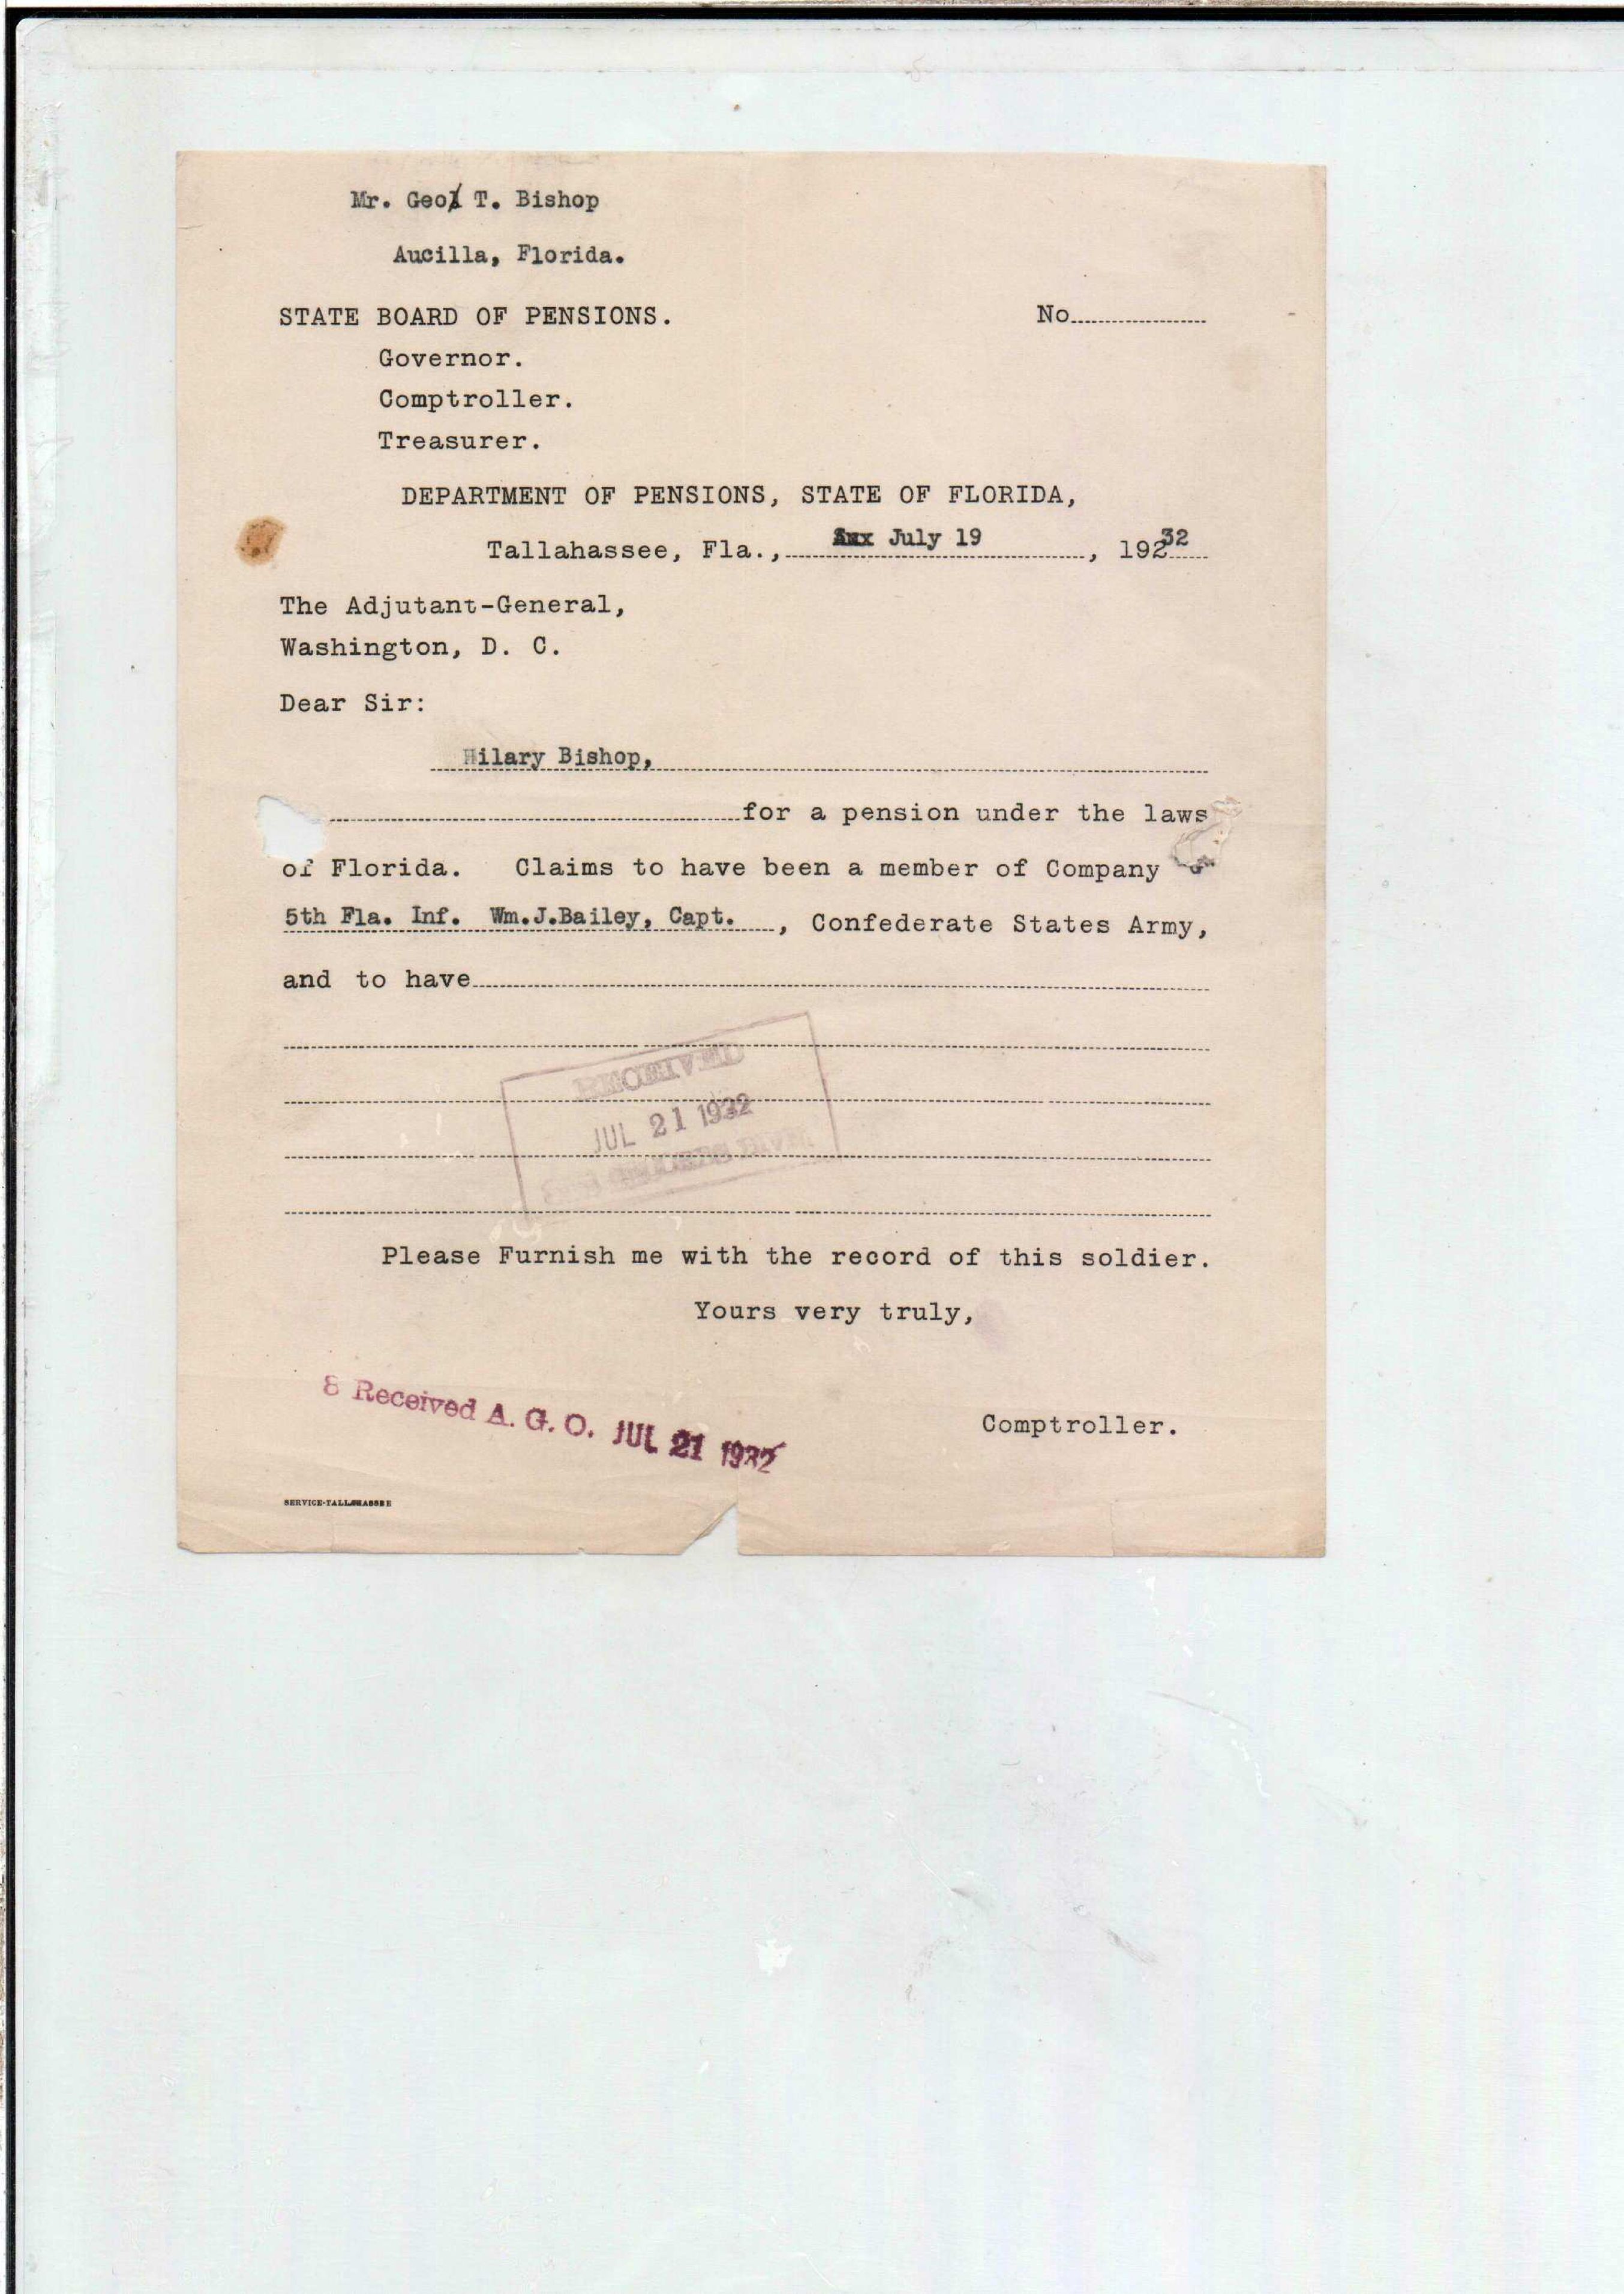 Mr. Geo. T. Bishop
Aucilla, Florida.
STATE BOARD OF PENSIONS. No
Governor.
Comptroller.
Treasurer.
DEPARTMENT OF PENSIONS, STATE OF FLORIDA,
Tallahassee, Fla., July 19, 1932
The Adjutant-General,
Washington, D. C.
Dear Sir:
Hilary Bishop,
for a pension under the laws
of Florida. Claims to have been a member of Company
5th Fla. Inf. Wm.J.Bailey, Capt. , Confederate States Army,
and to have
RECEIVED
JUL 21 1932
Please Furnish me with the record of this soldier.
Yours very truly,
8 Received A. G. O. JUL 21 1932
Comptroller.
SERVICE-TALLAHASSEE